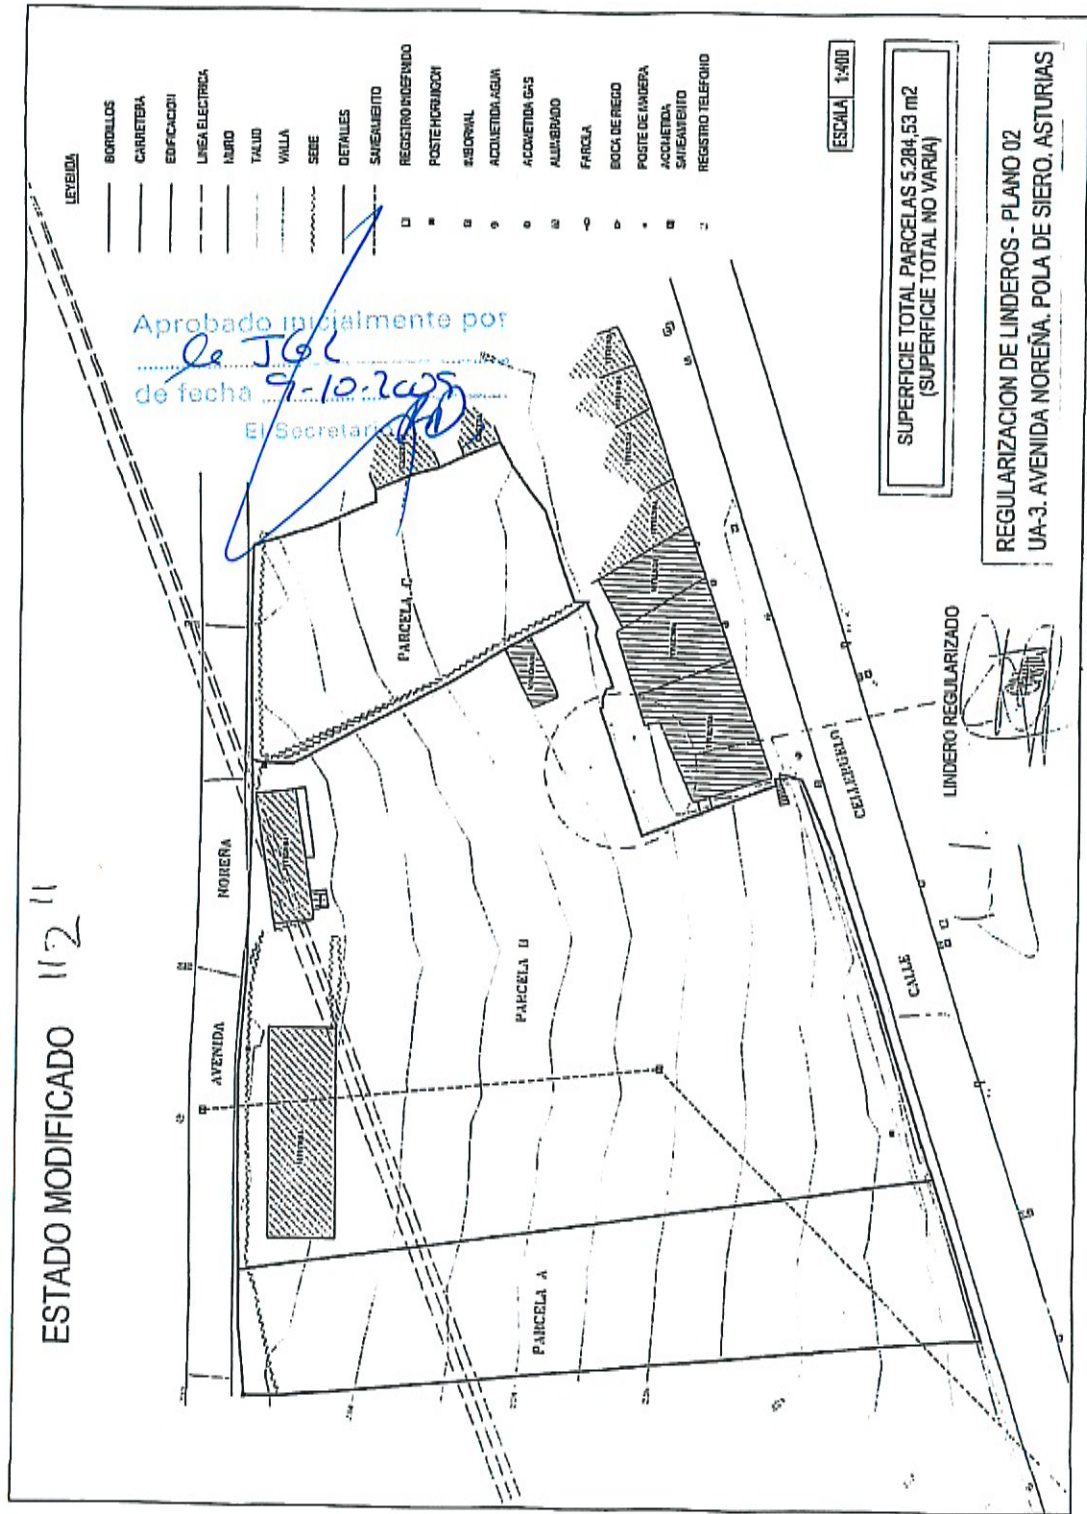 ESTADO MODIFICADO "2"
LEYENDA
BORDILLOS
CARRETERA
EDIFICACION
LINEA ELECTRICA
MURO
TALUD
VALLA
SEBE
DETALLES
SANEAMIENTO
REGISTRO INDEFINIDO
POSTE HORMIGON
IMBORNAL
ACOMETIDA AGUA
ACOMETIDA GAS
ALUMBRADO
FAROLA
BOCA DE RIEGO
POSTE DE MADERA
ACOMETIDA
SANEAMIENTO
REGISTRO TELEFONO
Aprobado inicialmente por
la JGL
de fecha 9-10-2009
El Secretario
AVENIDA NOREÑA
PARCELA A
PARCELA B
PARCELA C
CALLE CELLERUELO
LINDERO REGULARIZADO
ESCALA 1:400
SUPERFICIE TOTAL PARCELAS 5.284,53 m2
(SUPERFICIE TOTAL NO VARIA)
REGULARIZACION DE LINDEROS - PLANO 02
UA-3. AVENIDA NOREÑA. POLA DE SIERO. ASTURIAS